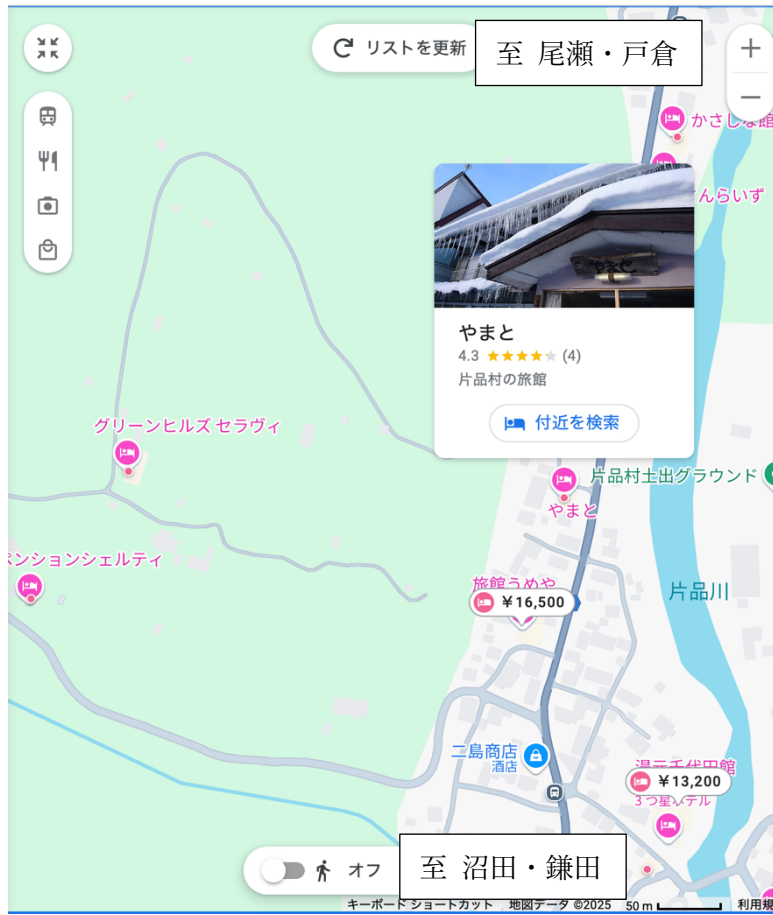 リストを更新
至 尾瀬・戸倉
かさしな館
んらいず
やまと
やまと
4.3
(4)
片品村の旅館
付近を検索
グリーンヒルズ セラヴィ
片品村土出グラウンド
やまと
ペンションシェルティ
旅館うめや
¥16,500
片品川
二島商店
酒店
¥13,200
3つ星ホテル
オフ
至 沼田・鎌田
キーボード ショートカット
地図データ ©2025
50 m
利用規